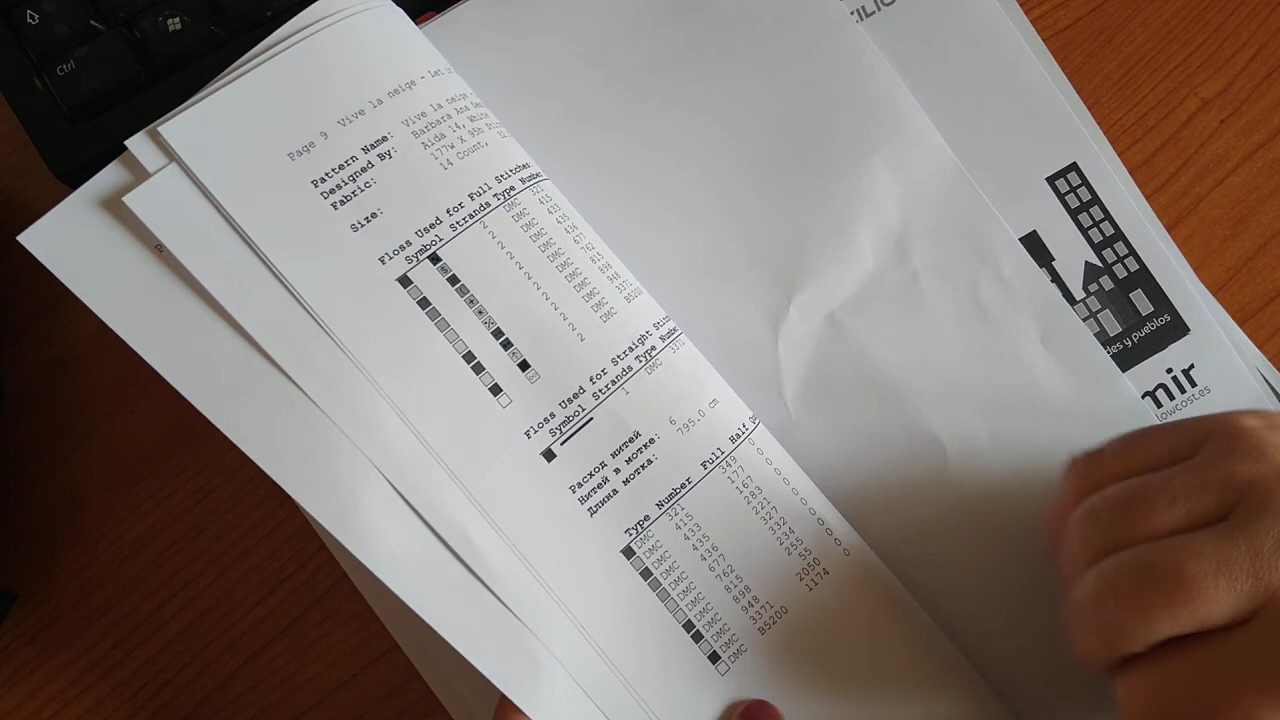 Ctrl
Page 9 Vive la neige - Let
Pattern Name: Vive la neige
Designed By: Barbara Ana
Fabric: Aida 14, White
177w X 95h
Size: 14 Count,
Floss Used for Full Stitches
Symbol Strands Type Number
2 DMC 321
2 DMC 415
2 DMC 433
2 DMC 435
2 DMC 436
2 DMC 677
2 DMC 762
2 DMC 815
2 DMC 898
2 DMC 948
2 DMC 3371
2 DMC B5200
Floss Used for Straight
Symbol Strands Type Number
1 DMC 3371
Расход нитей
Нитей в мотке: 6
Длина мотка: 795.0 cm
Type Number Full Half
DMC 321 349 0
DMC 415 177 0
DMC 433 167 0
DMC 435 283 0
DMC 436 221 0
DMC 677 327 0
DMC 762 332 0
DMC 815 234 0
DMC 898 255 0
DMC 948 55 0
DMC 3371 2050 0
DMC B5200 1174 0
des y pueblos
mir
lowcostes